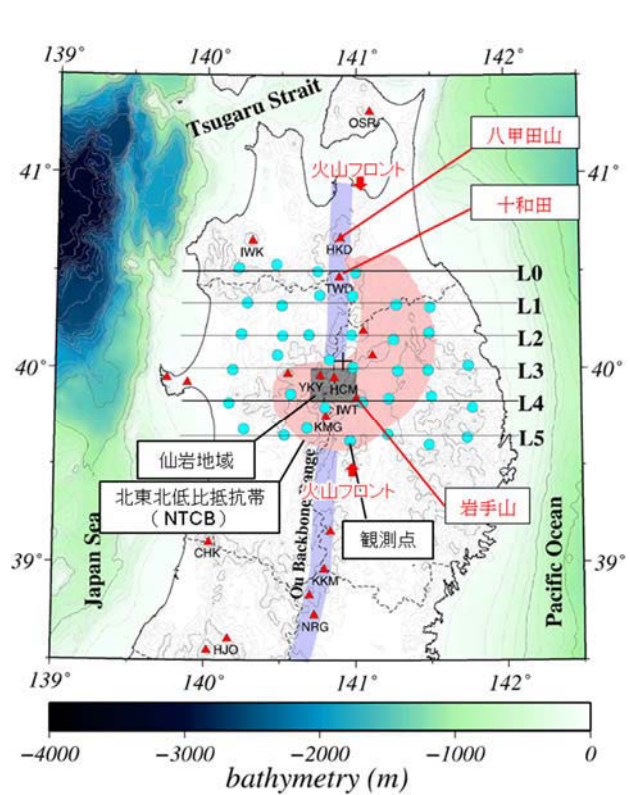 140° 141° 142°
Tsugaru Strait
OSR
八甲田山
41° 火山フロント 41°
十和田
IWK
HKD
TWD
L0
L1
L2
40° L3 40°
YKY HCM
IWT L4
KMG
L5
仙岩地域
北東北低比抵抗帯
(NTCB)
火山フロント
岩手山
観測点
Japan Sea
Ou Backbone Range
Pacific Ocean
39° CHK 39°
KKM
NRG
HJO
139° 140° 141° 142°
−4000 −3000 −2000 −1000 0
bathymetry (m)